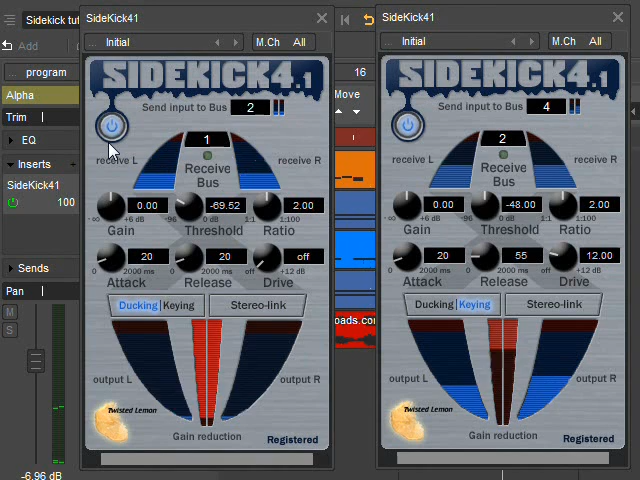 Sidekick tut
Add
program
Alpha
Trim
EQ
Inserts +
SideKick41
100
Sends
Pan
M
S
-6.96 dB
SideKick41
... Initial
M.Ch All
SIDEKICK4.1
Send input to Bus 2
1
receive L receive R
Receive
Bus
0.00 -69.52 2.00
-∞ +6 dB -96 0 dB 1:1 1:100
Gain Threshold Ratio
20 20 off
0 2000 ms 0 2000 ms off +12 dB
Attack Release Drive
Ducking|Keying Stereo-link
output L output R
Twisted Lemon
Gain reduction
Registered
16
Move
oads.co
SideKick41
... Initial
M.Ch All
SIDEKICK4.1
Send input to Bus 4
2
receive L receive R
Receive
Bus
0.00 -48.00 2.00
-∞ +6 dB -96 0 dB 1:1 1:100
Gain Threshold Ratio
20 55 12.00
0 2000 ms 0 2000 ms off +12 dB
Attack Release Drive
Ducking|Keying Stereo-link
output L output R
Twisted Lemon
Gain reduction
Registered